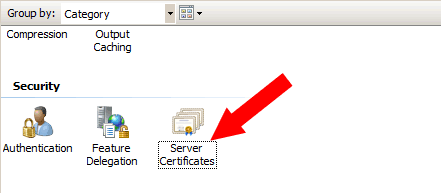 Group by: Category
Compression Output
Caching
Security
Authentication Feature Server
Delegation Certificates